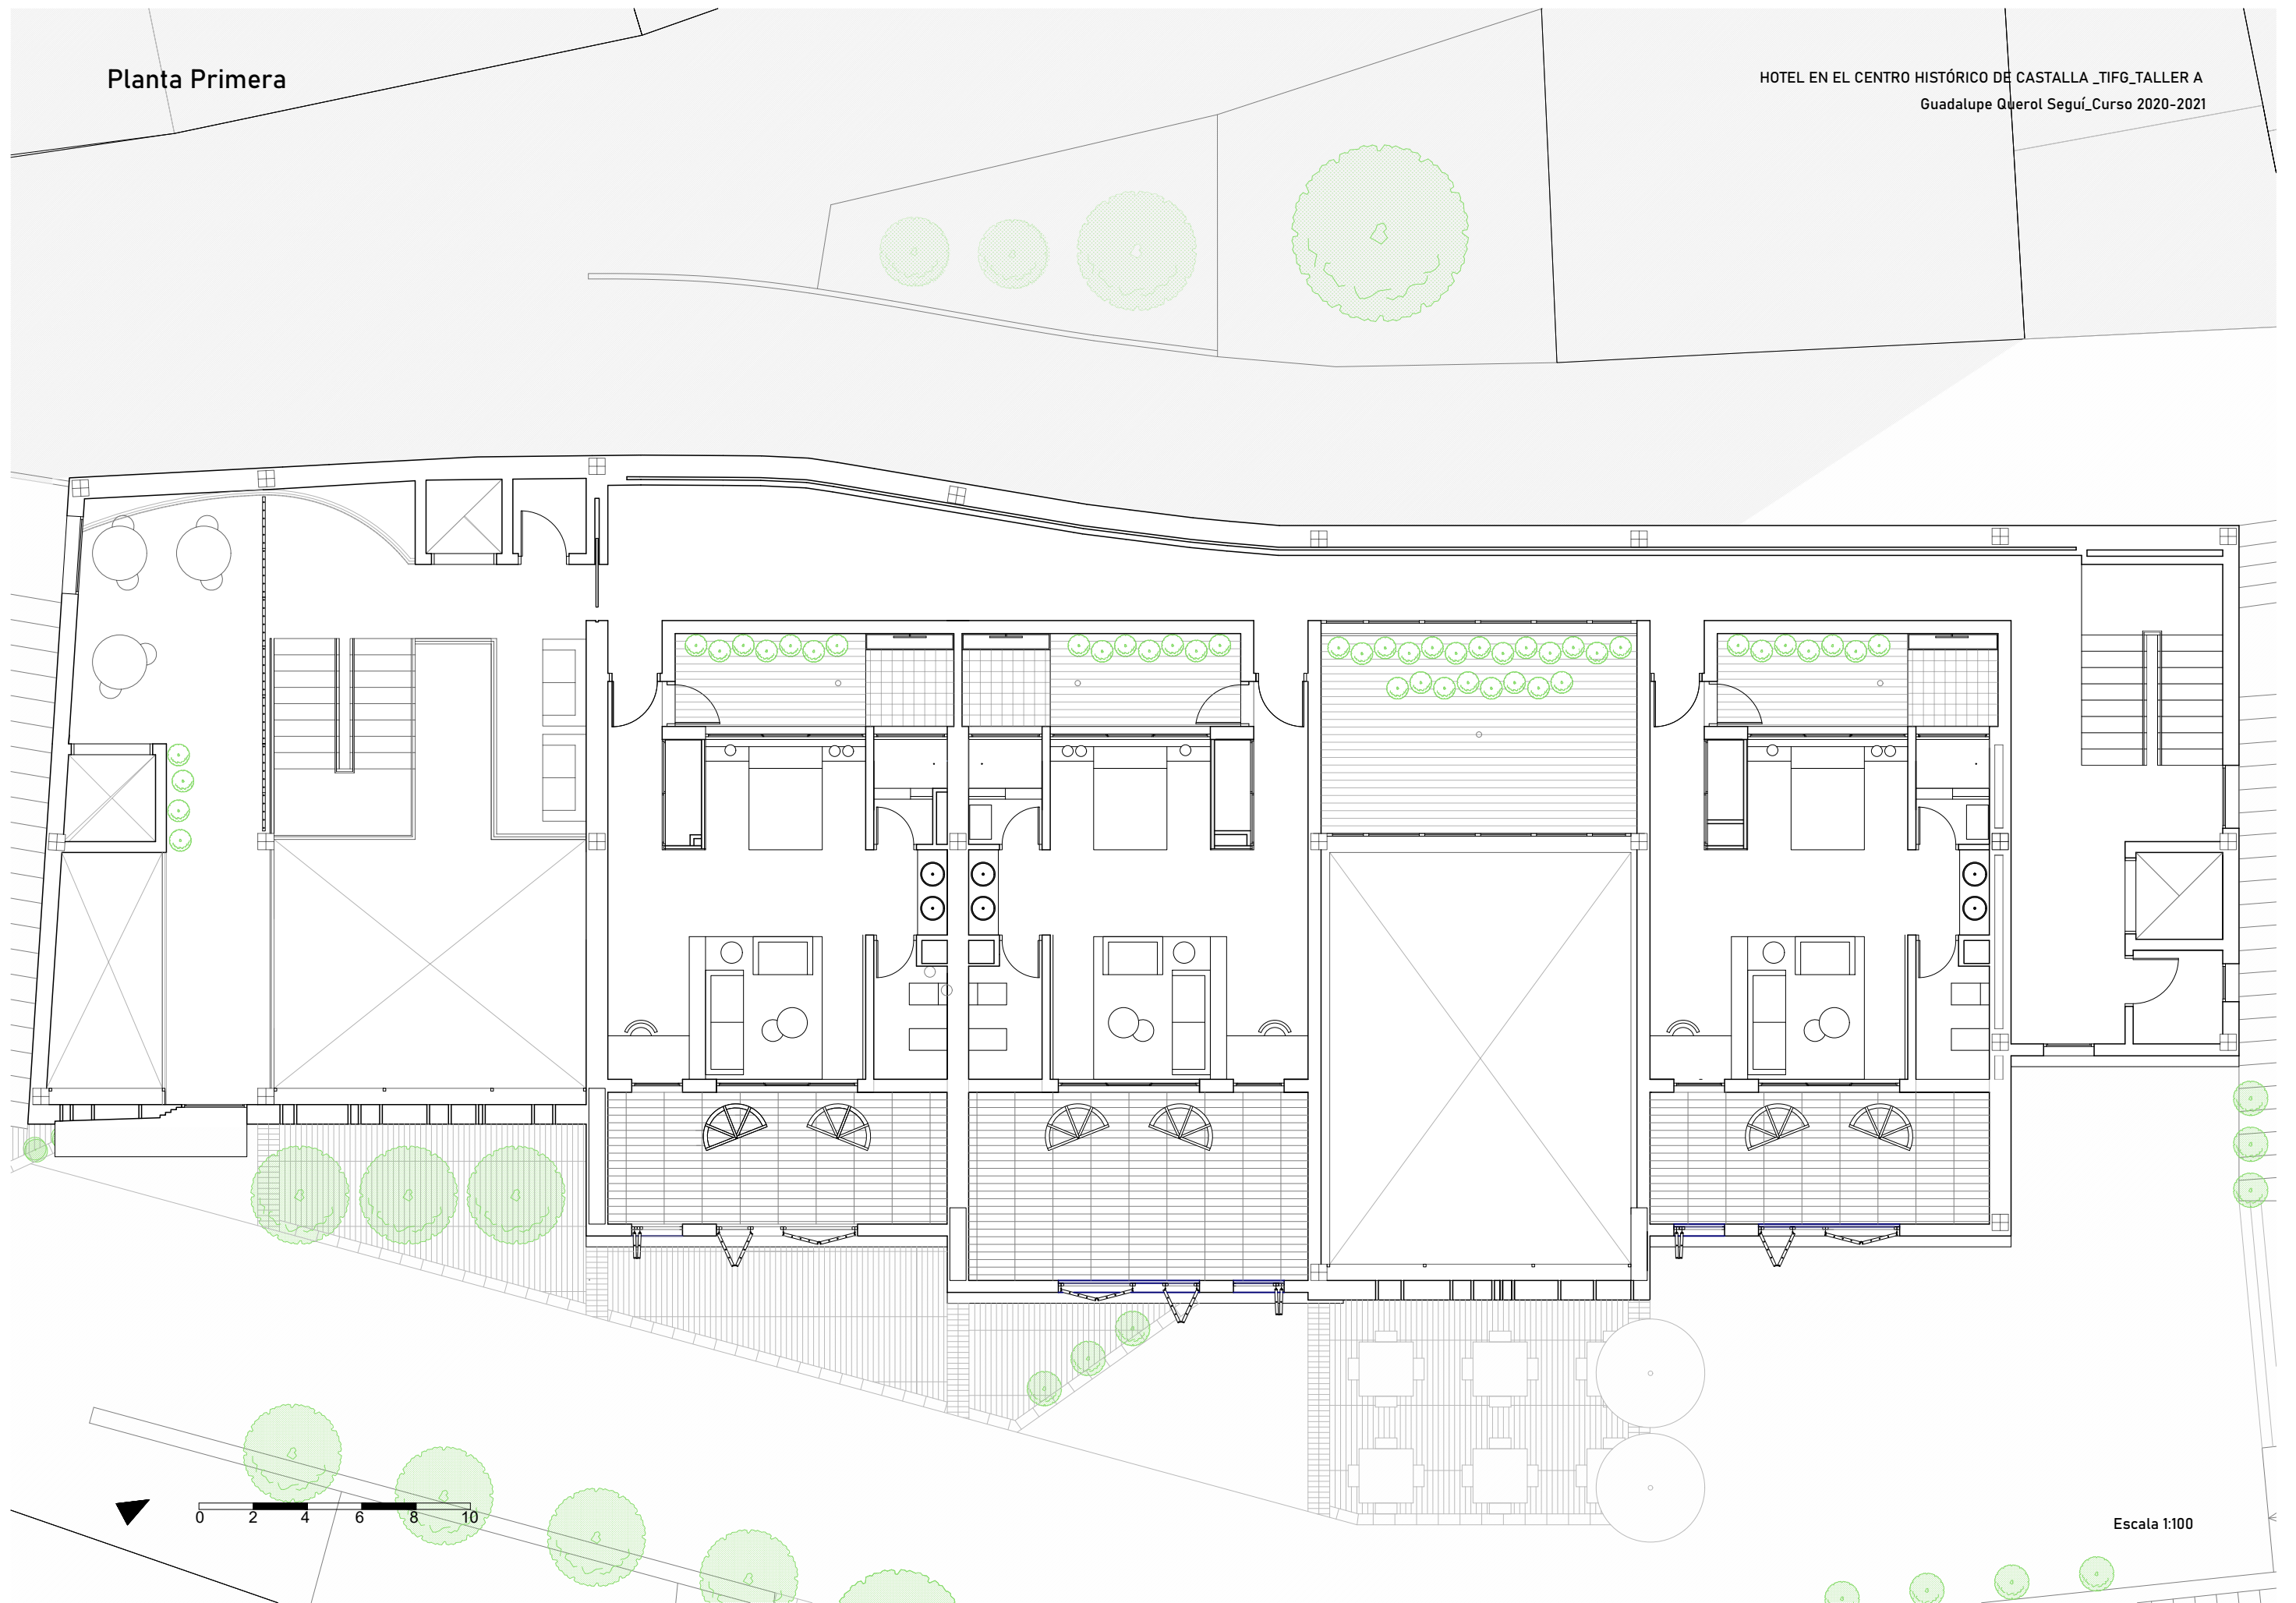 Planta Primera
HOTEL EN EL CENTRO HISTÓRICO DE CASTALLA _TIFG_TALLER A
Guadalupe Querol Seguí_Curso 2020-2021
0 2 4 6 8 10
Escala 1:100